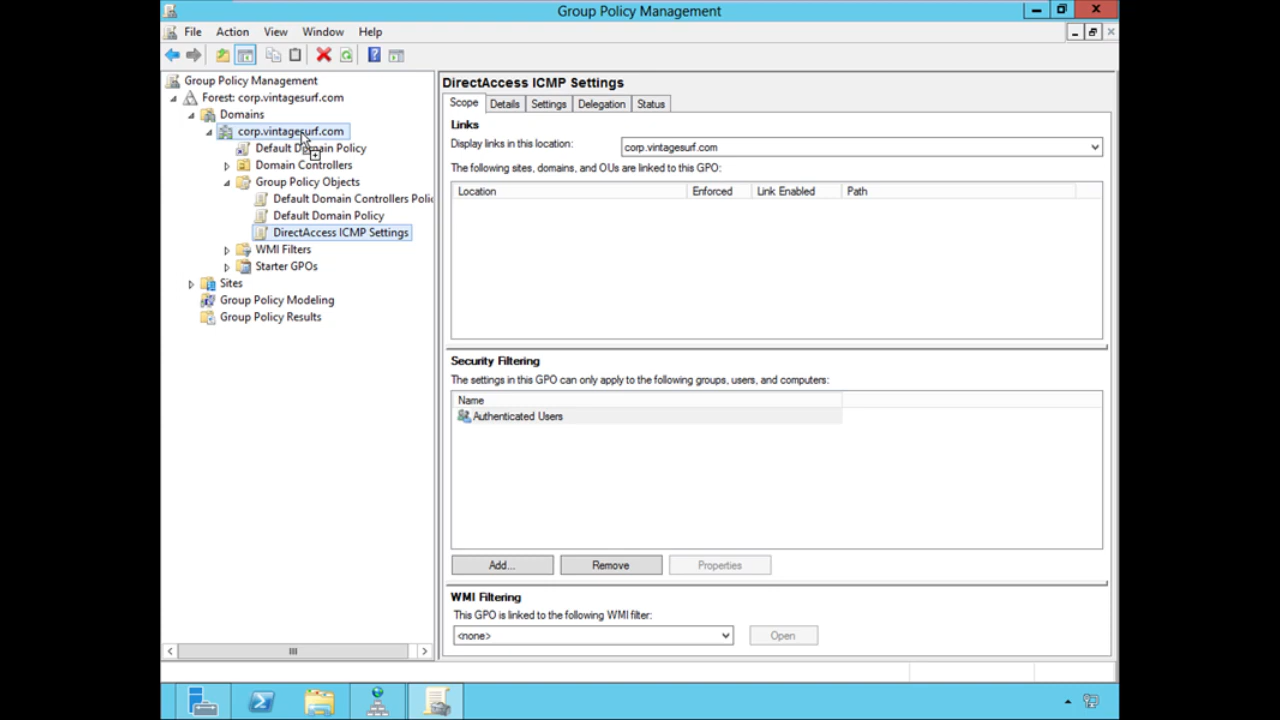 Group Policy Management
File Action View Window Help
Group Policy Management
Forest: corp.vintagesurf.com
Domains
corp.vintagesurf.com
Default Domain Policy
Domain Controllers
Group Policy Objects
Default Domain Controllers Polic
Default Domain Policy
DirectAccess ICMP Settings
WMI Filters
Starter GPOs
Sites
Group Policy Modeling
Group Policy Results
DirectAccess ICMP Settings
Scope Details Settings Delegation Status
Links
Display links in this location: corp.vintagesurf.com
The following sites, domains, and OUs are linked to this GPO:
Location Enforced Link Enabled Path
Security Filtering
The settings in this GPO can only apply to the following groups, users, and computers:
Name
Authenticated Users
Add... Remove Properties
WMI Filtering
This GPO is linked to the following WMI filter:
<none> Open